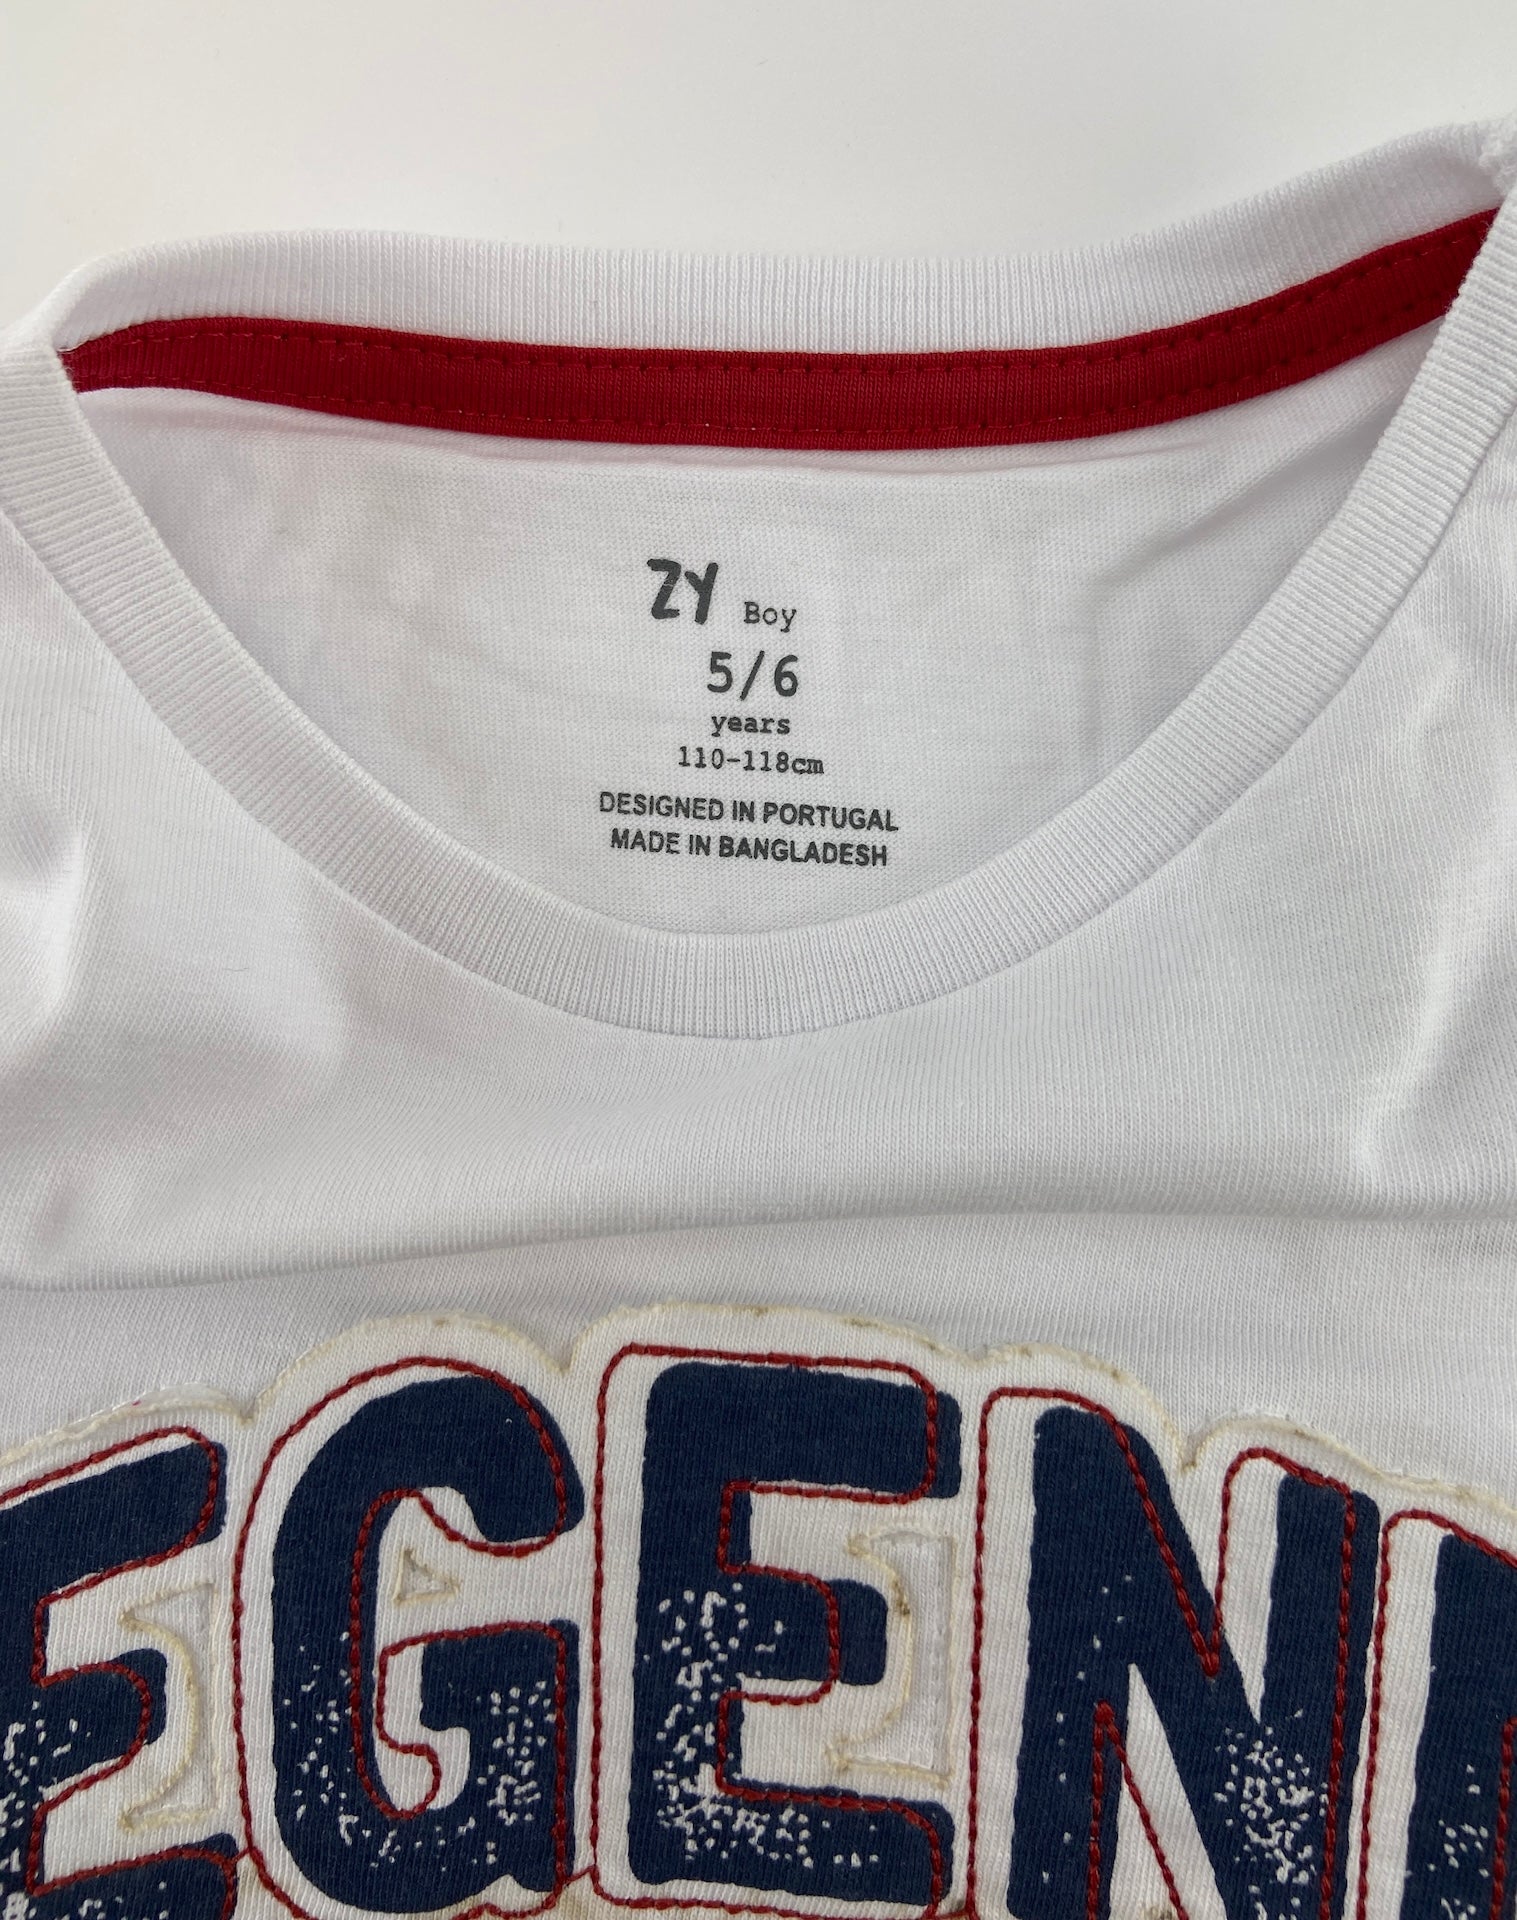 ZY Boy
5/6
years
110-118cm
DESIGNED IN PORTUGAL
MADE IN BANGLADESH
EGEN